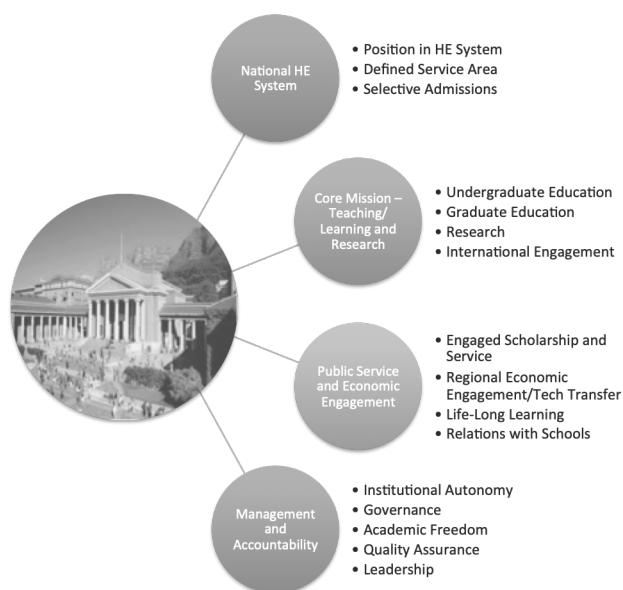 National HE
System
• Position in HE System
• Defined Service Area
• Selective Admissions
Core Mission –
Teaching/
Learning and
Research
• Undergraduate Education
• Graduate Education
• Research
• International Engagement
Public Service
and Economic
Engagement
• Engaged Scholarship and
Service
• Regional Economic
Engagement/Tech Transfer
• Life-Long Learning
• Relations with Schools
Management
and
Accountability
• Institutional Autonomy
• Governance
• Academic Freedom
• Quality Assurance
• Leadership